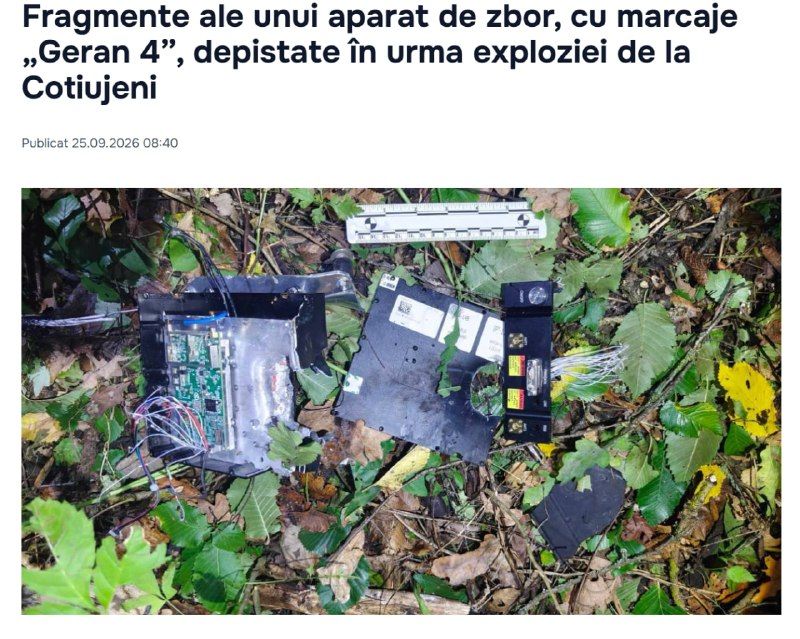 Fragmente ale unui aparat de zbor, cu marcaje
„Geran 4”, depistate în urma exploziei de la
Cotiujeni
Publicat 25.09.2026 08:40